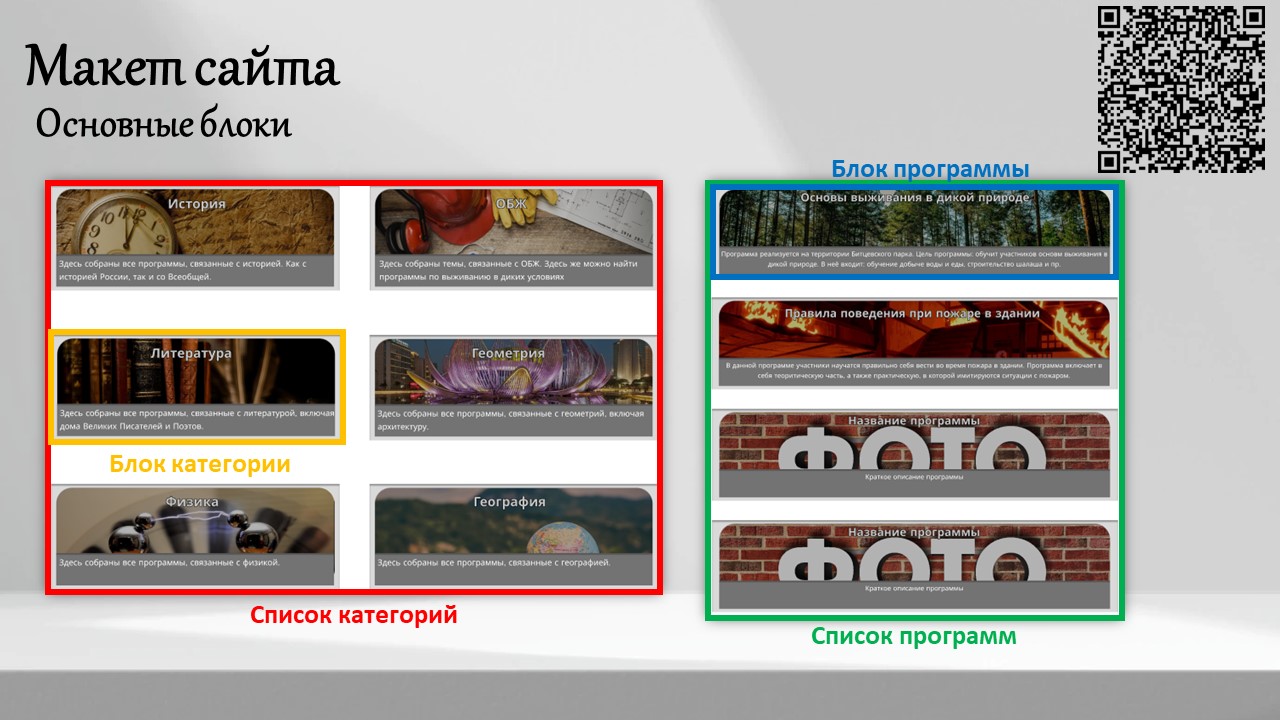 Макет сайта
Основные блоки
История
Здесь собраны все программы, связанные с историей. Как с
историей России, так и со Всеобщей.
ОБЖ
Здесь собраны темы, связанные с ОБЖ. Здесь же можно найти
программы по выживанию в диких условиях
Литература
Здесь собраны все программы, связанные с литературой, включая
дома Великих Писателей и Поэтов.
Геометрия
Здесь собраны все программы, связанные с геометрий, включая
архитектуру.
Блок категории
Физика
Здесь собраны все программы, связанные с физикой.
География
Здесь собраны все программы, связанные с географией.
Список категорий
Блок программы
Основы выживания в дикой природе
Программа реализуется на территории Битцевского парка. Цель программы: обучит участников основ выживания в
дикой природе. В неё входит: обучение добыче воды и еды, строительство шалаша и пр.
Правила поведения при пожаре в здании
В данной программе участники научатся правильно себя вести во время пожара в здании. Программа включает в
себя теоритическую часть, а также практическую, в которой имитируются ситуации с пожаром.
Название программы
ФОТО
Краткое описание программы
Название программы
ФОТО
Краткое описание программы
Список программ